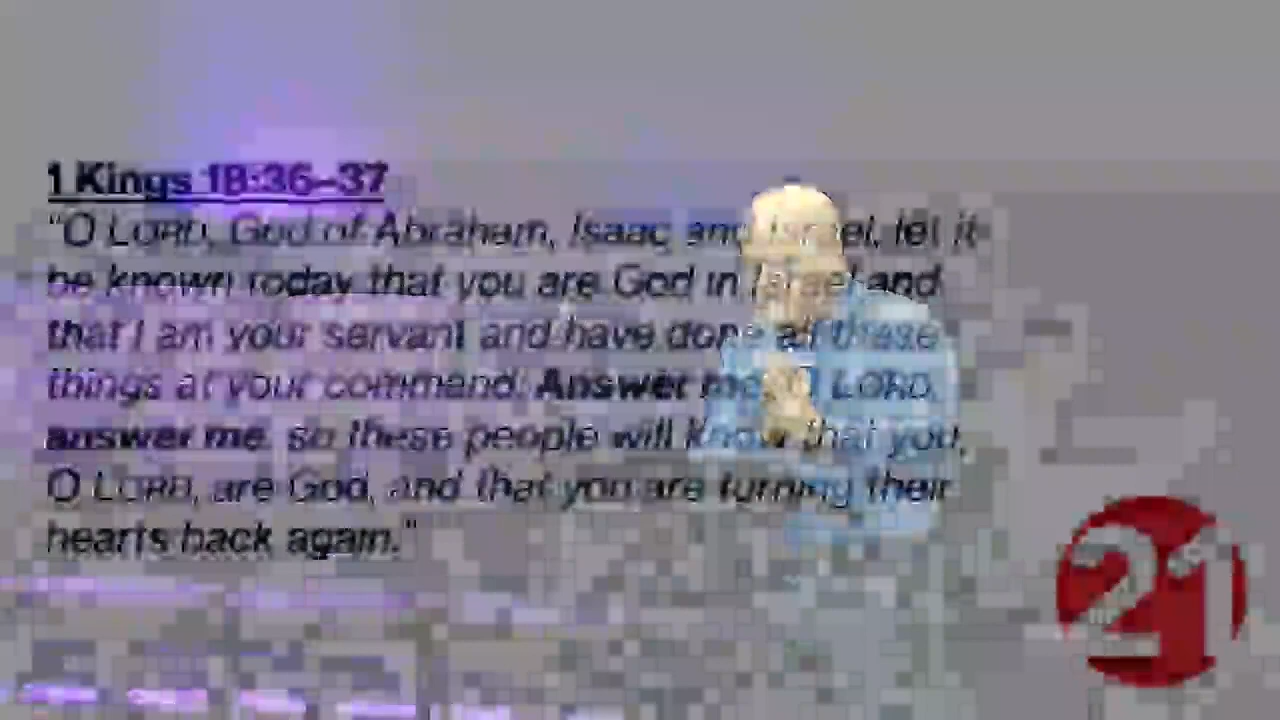 1 Kings 18:36–37
“O LORD, God of Abraham, Isaac and Israel, let it
be known today that you are God in Israel and
that I am your servant and have done all these
things at your command. Answer me, O LORD,
answer me, so these people will know that you,
O LORD, are God, and that you are turning their
hearts back again.”
21